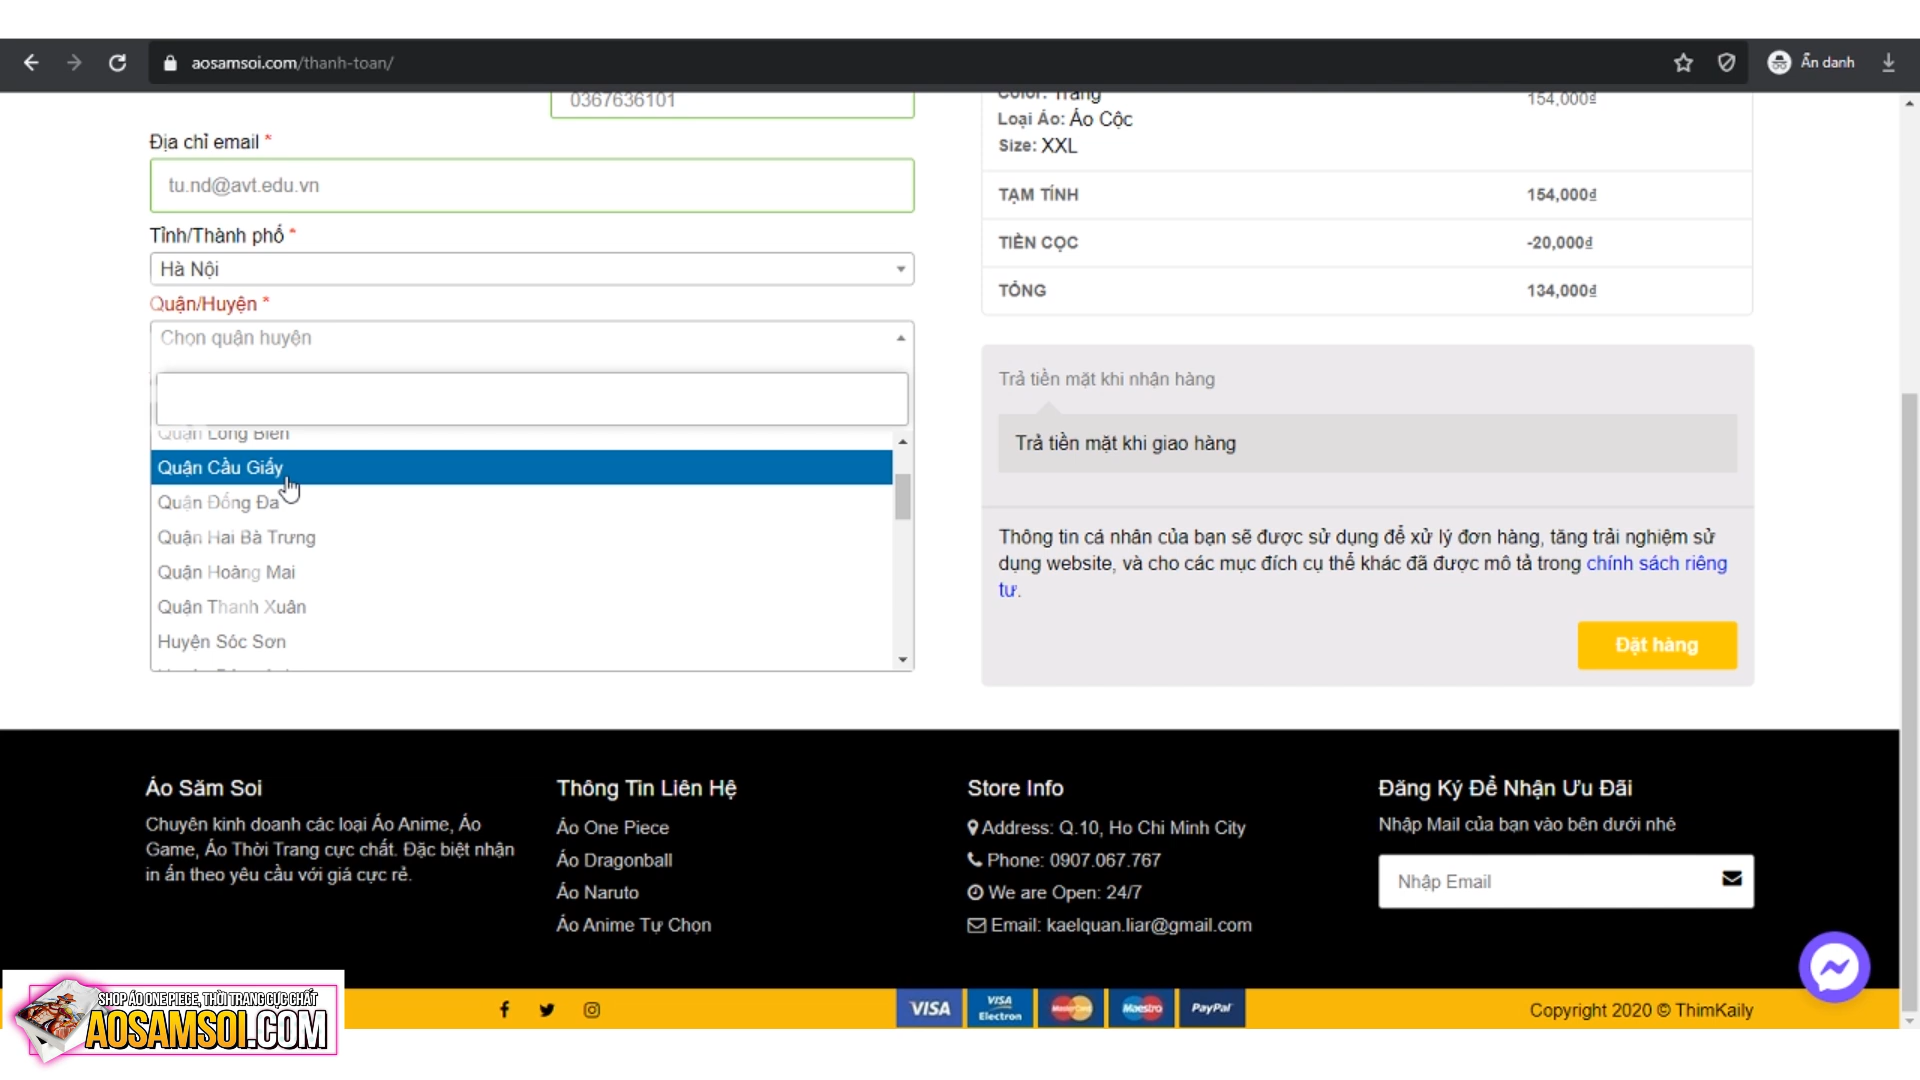 aosamsoi.com/thanh-toan/
Ẩn danh
0367636101
Địa chỉ email *
tu.nd@avt.edu.vn
Tỉnh/Thành phố *
Hà Nội
Quận/Huyện *
Chọn quận huyện
Quận Long Biên
Quận Cầu Giấy
Quận Đống Đa
Quận Hai Bà Trưng
Quận Hoàng Mai
Quận Thanh Xuân
Huyện Sóc Sơn
Color: Trắng
154,000₫
Loại Áo: Áo Cộc
Size: XXL
TẠM TÍNH 154,000₫
TIỀN CỌC -20,000₫
TỔNG 134,000₫
Trả tiền mặt khi nhận hàng
Trả tiền mặt khi giao hàng
Thông tin cá nhân của bạn sẽ được sử dụng để xử lý đơn hàng, tăng trải nghiệm sử
dụng website, và cho các mục đích cụ thể khác đã được mô tả trong chính sách riêng
tư.
Đặt hàng
Áo Săm Soi
Chuyên kinh doanh các loại Áo Anime, Áo
Game, Áo Thời Trang cực chất. Đặc biệt nhận
in ấn theo yêu cầu với giá cực rẻ.
Thông Tin Liên Hệ
Áo One Piece
Áo Dragonball
Áo Naruto
Áo Anime Tự Chọn
Store Info
Address: Q.10, Ho Chi Minh City
Phone: 0907.067.767
We are Open: 24/7
Email: kaelquan.liar@gmail.com
Đăng Ký Để Nhận Ưu Đãi
Nhập Mail của bạn vào bên dưới nhé
Nhập Email
SHOP ÁO ONE PIECE, THỜI TRANG CỰC CHẤT
AOSAMSOI.COM
VISA
VISA
Electron
MasterCard
Maestro
PayPal
Copyright 2020 © ThimKaily